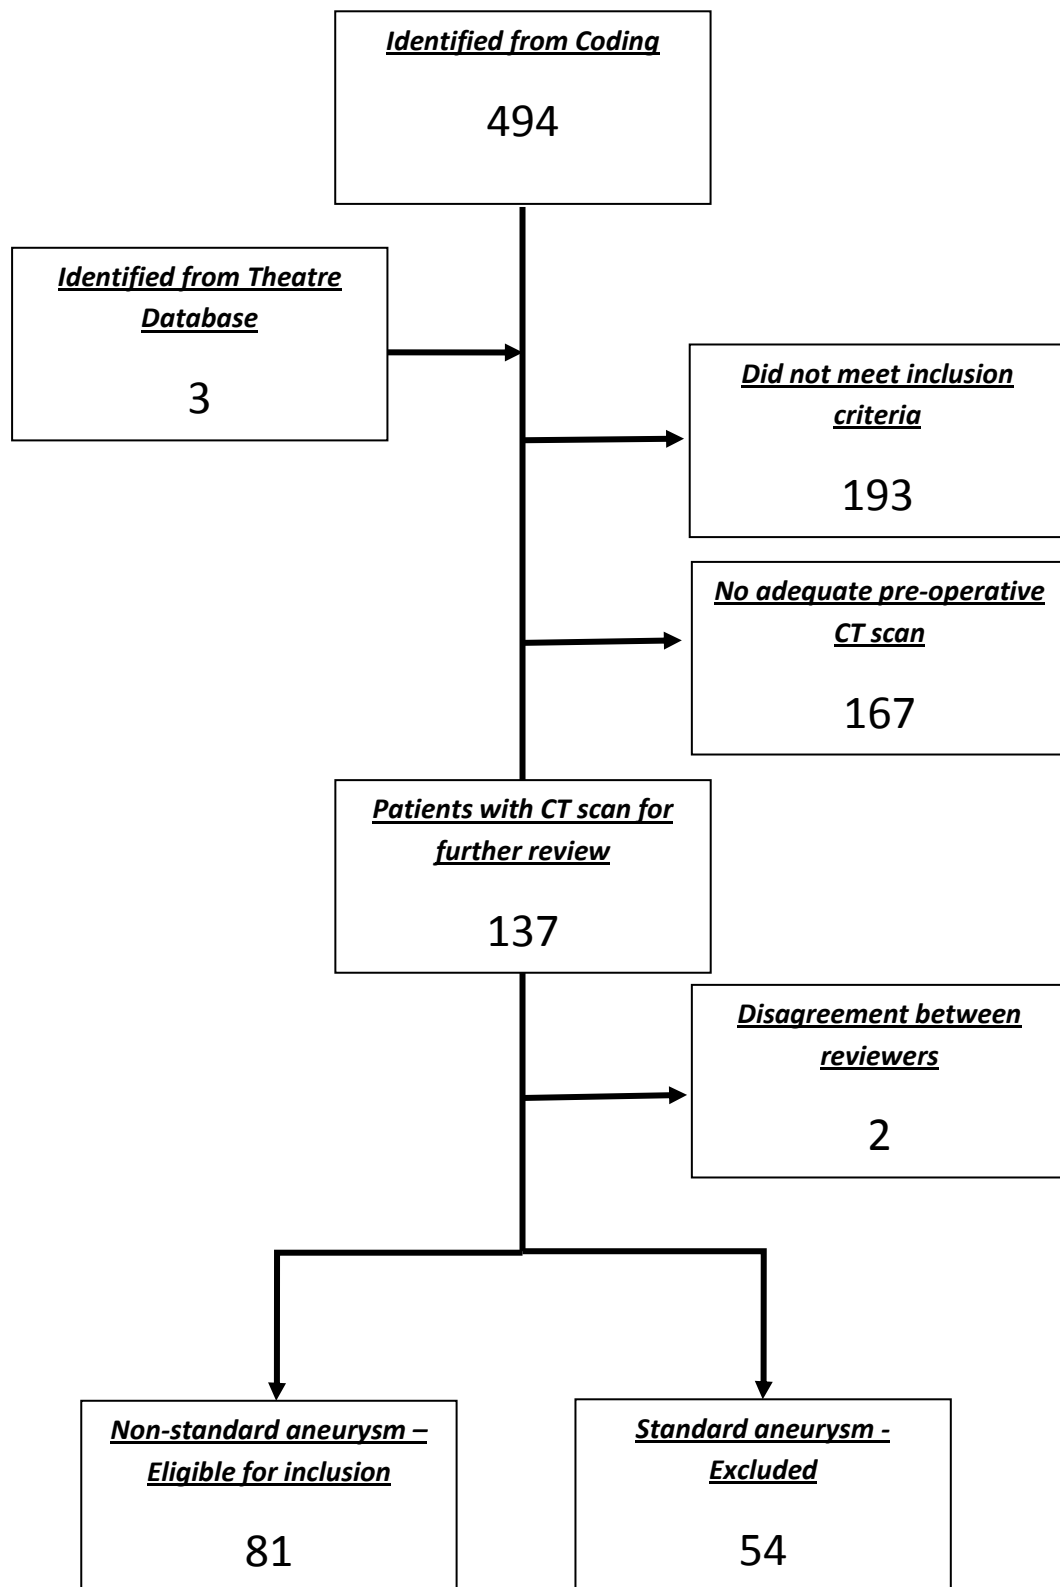 Identified from Coding
494
Identified from Theatre
Database
3
Did not meet inclusion
criteria
193
No adequate pre-operative
CT scan
167
Patients with CT scan for
further review
137
Disagreement between
reviewers
2
Non-standard aneurysm –
Eligible for inclusion
81
Standard aneurysm -
Excluded
54